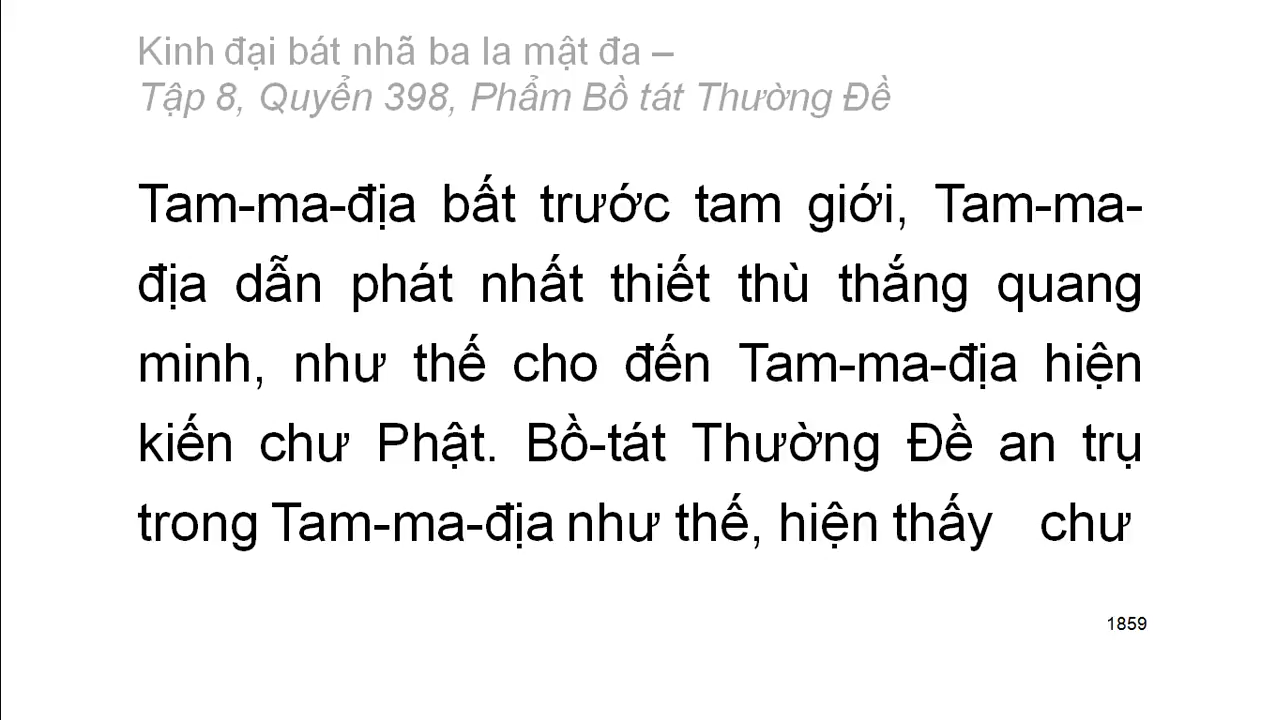 Kinh đại bát nhã ba la mật đa –
Tập 8, Quyển 398, Phẩm Bồ tát Thường Đề
Tam-ma-địa bất trước tam giới, Tam-ma-
địa dẫn phát nhất thiết thù thắng quang
minh, như thế cho đến Tam-ma-địa hiện
kiến chư Phật. Bồ-tát Thường Đề an trụ
trong Tam-ma-địa như thế, hiện thấy chư
1859